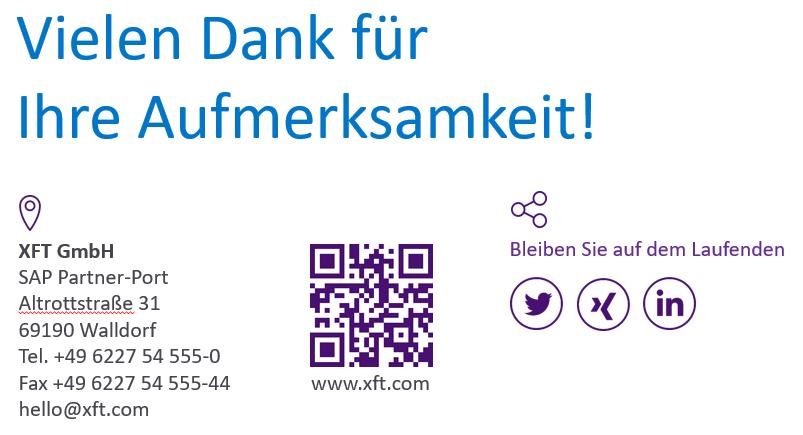 Vielen Dank für
Ihre Aufmerksamkeit!
XFT GmbH
SAP Partner-Port
Altrottstraße 31
69190 Walldorf
Tel. +49 6227 54 555-0
Fax +49 6227 54 555-44
hello@xft.com
www.xft.com
Bleiben Sie auf dem Laufenden
in